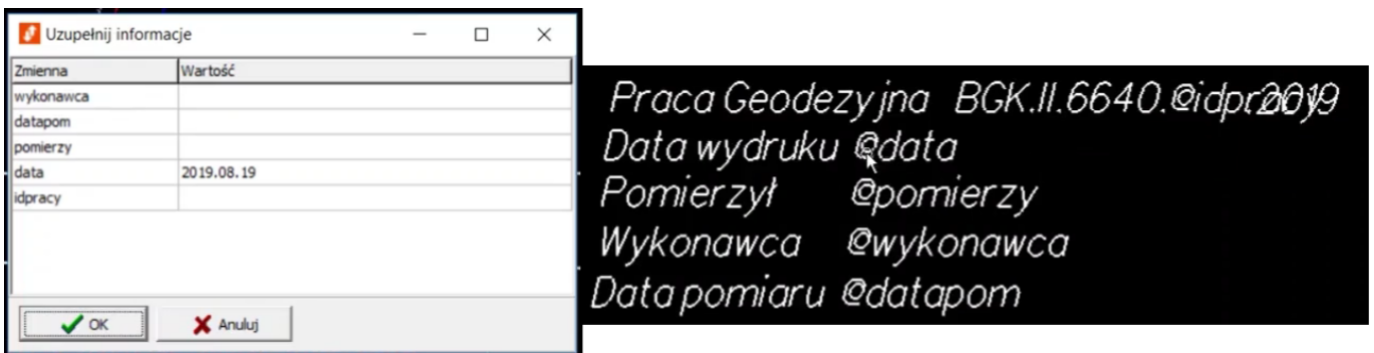 Uzupełnij informacje
Zmienna Wartość
wykonawca
datapom
pomierzy
data 2019.08.19
idpracy
OK Anuluj
Praca Geodezyjna BGK.II.6640.
Data wydruku @data
Pomierzył @pomierzy
Wykonawca @wykonawca
Data pomiaru @datapom